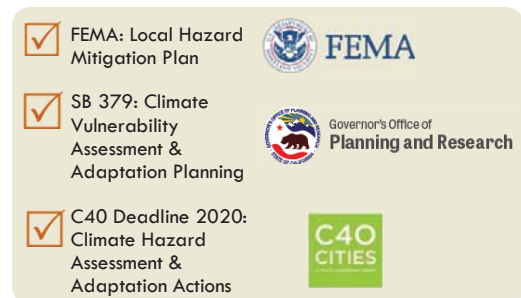 FEMA: Local Hazard
Mitigation Plan
FEMA
SB 379: Climate
Vulnerability
Assessment &
Adaptation Planning
Governor's Office of
Planning and Research
C40 Deadline 2020:
Climate Hazard
Assessment &
Adaptation Actions
C40
CITIES